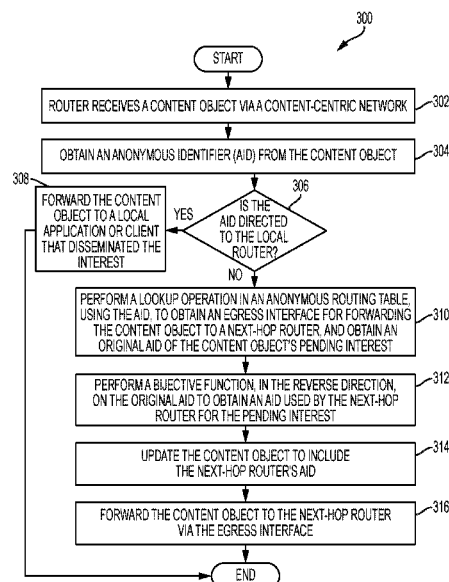 300
START
ROUTER RECEIVES A CONTENT OBJECT VIA A CONTENT-CENTRIC NETWORK
302
OBTAIN AN ANONYMOUS IDENTIFIER (AID) FROM THE CONTENT OBJECT
304
308
FORWARD THE CONTENT
OBJECT TO A LOCAL
APPLICATION OR CLIENT
THAT DISSEMINATED THE
INTEREST
YES
306
IS THE
AID DIRECTED
TO THE LOCAL
ROUTER?
NO
PERFORM A LOOKUP OPERATION IN AN ANONYMOUS ROUTING TABLE,
USING THE AID, TO OBTAIN AN EGRESS INTERFACE FOR FORWARDING
THE CONTENT OBJECT TO A NEXT-HOP ROUTER, AND OBTAIN AN
ORIGINAL AID OF THE CONTENT OBJECT'S PENDING INTEREST
310
PERFORM A BIJECTIVE FUNCTION, IN THE REVERSE DIRECTION,
ON THE ORIGINAL AID TO OBTAIN AN AID USED BY THE NEXT-HOP
ROUTER FOR THE PENDING INTEREST
312
UPDATE THE CONTENT OBJECT TO INCLUDE
THE NEXT-HOP ROUTER'S AID
314
FORWARD THE CONTENT OBJECT TO THE NEXT-HOP ROUTER
VIA THE EGRESS INTERFACE
316
END